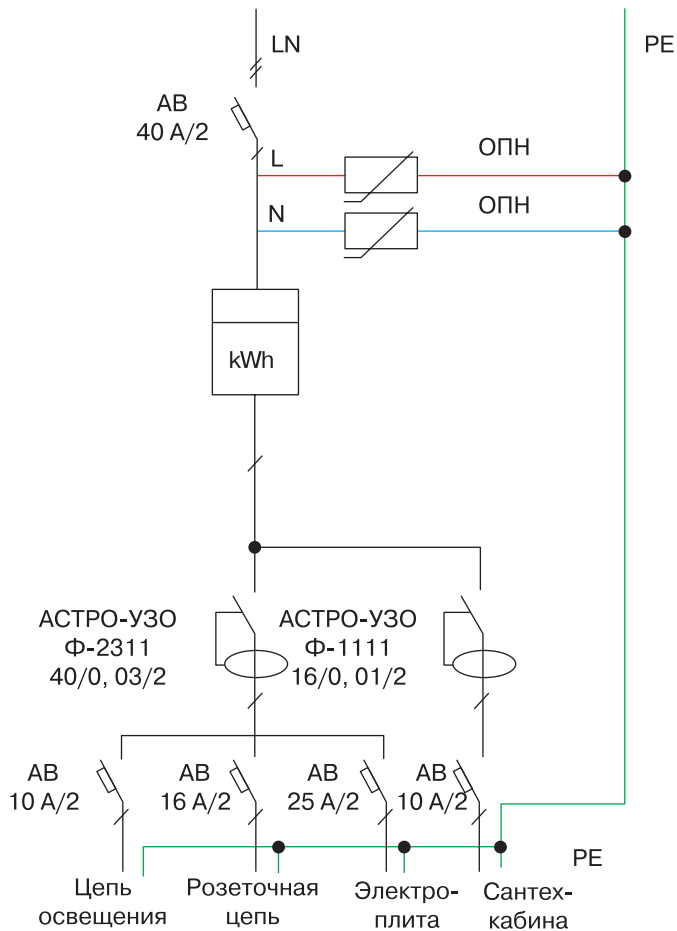 LN
PE
АВ
40 А/2
L
ОПН
N
ОПН
kWh
АСТРО-УЗО
Ф-2311
40/0, 03/2
АСТРО-УЗО
Ф-1111
16/0, 01/2
АВ
10 А/2
АВ
16 А/2
АВ
25 А/2
АВ
10 А/2
PE
Цепь
освещения
Розеточная
цепь
Электро-
плита
Сантех-
кабина